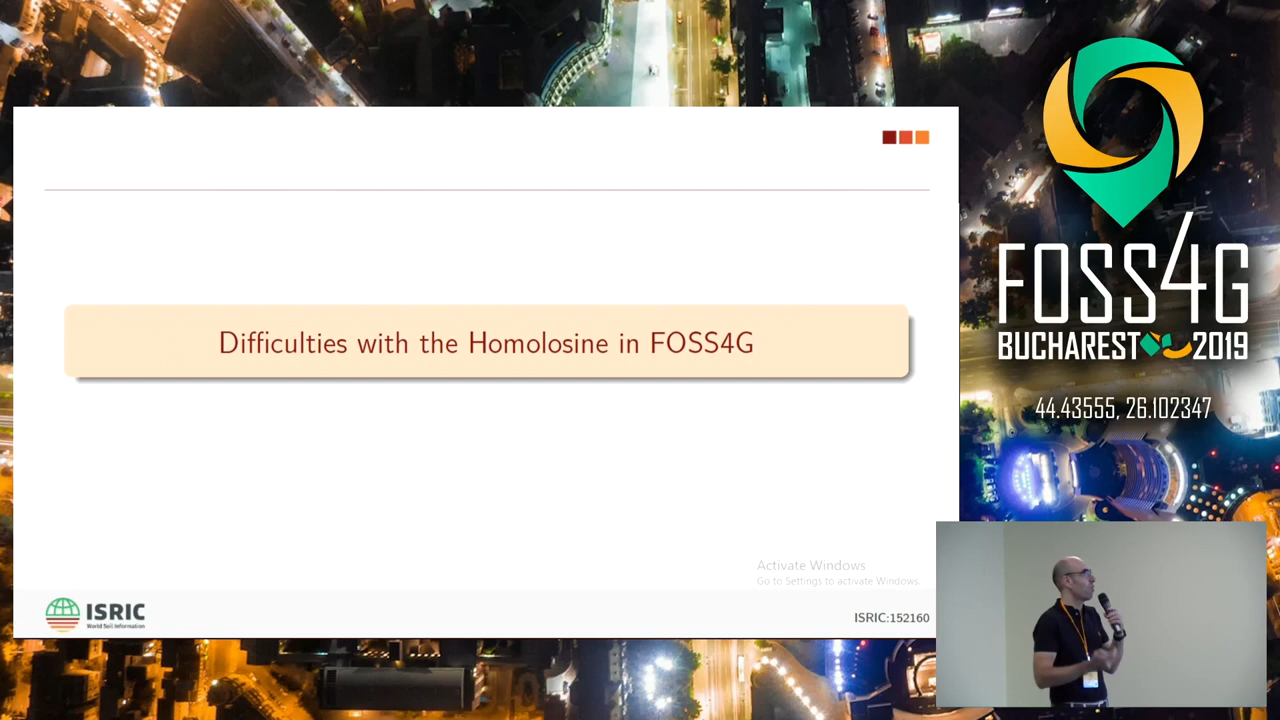 Difficulties with the Homolosine in FOSS4G
Activate Windows
Go to Settings to activate Windows.
ISRIC
World Soil Information
ISRIC:152160
FOSS4G
BUCHAREST 2019
44.43555, 26.102347